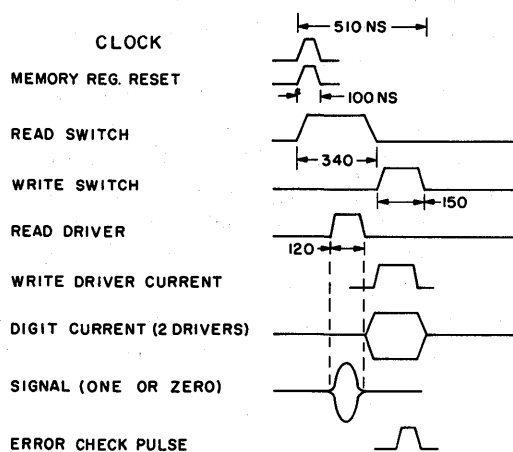 510 NS
CLOCK
MEMORY REG. RESET
100 NS
READ SWITCH
340
WRITE SWITCH
150
READ DRIVER
120
WRITE DRIVER CURRENT
DIGIT CURRENT (2 DRIVERS)
SIGNAL (ONE OR ZERO)
ERROR CHECK PULSE